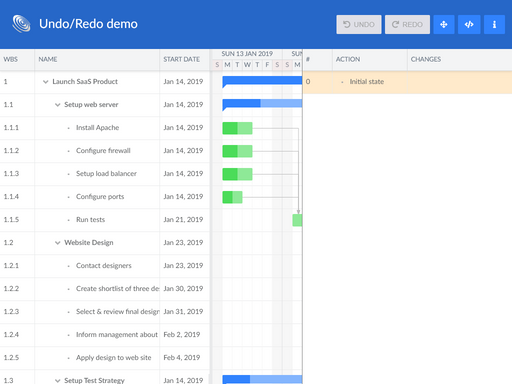 Undo/Redo demo
UNDO
REDO
WBS NAME START DATE SUN 13 JAN 2019 SUN # ACTION CHANGES
S M T W T F S S M
1 Launch SaaS Product Jan 14, 2019 0 - Initial state
1.1 Setup web server Jan 14, 2019
1.1.1 - Install Apache Jan 14, 2019
1.1.2 - Configure firewall Jan 14, 2019
1.1.3 - Setup load balancer Jan 14, 2019
1.1.4 - Configure ports Jan 14, 2019
1.1.5 - Run tests Jan 21, 2019
1.2 Website Design Jan 23, 2019
1.2.1 - Contact designers Jan 23, 2019
1.2.2 - Create shortlist of three de Jan 30, 2019
1.2.3 - Select & review final design Jan 31, 2019
1.2.4 - Inform management about Feb 2, 2019
1.2.5 - Apply design to web site Feb 4, 2019
1.3 Setup Test Strategy Jan 14, 2019